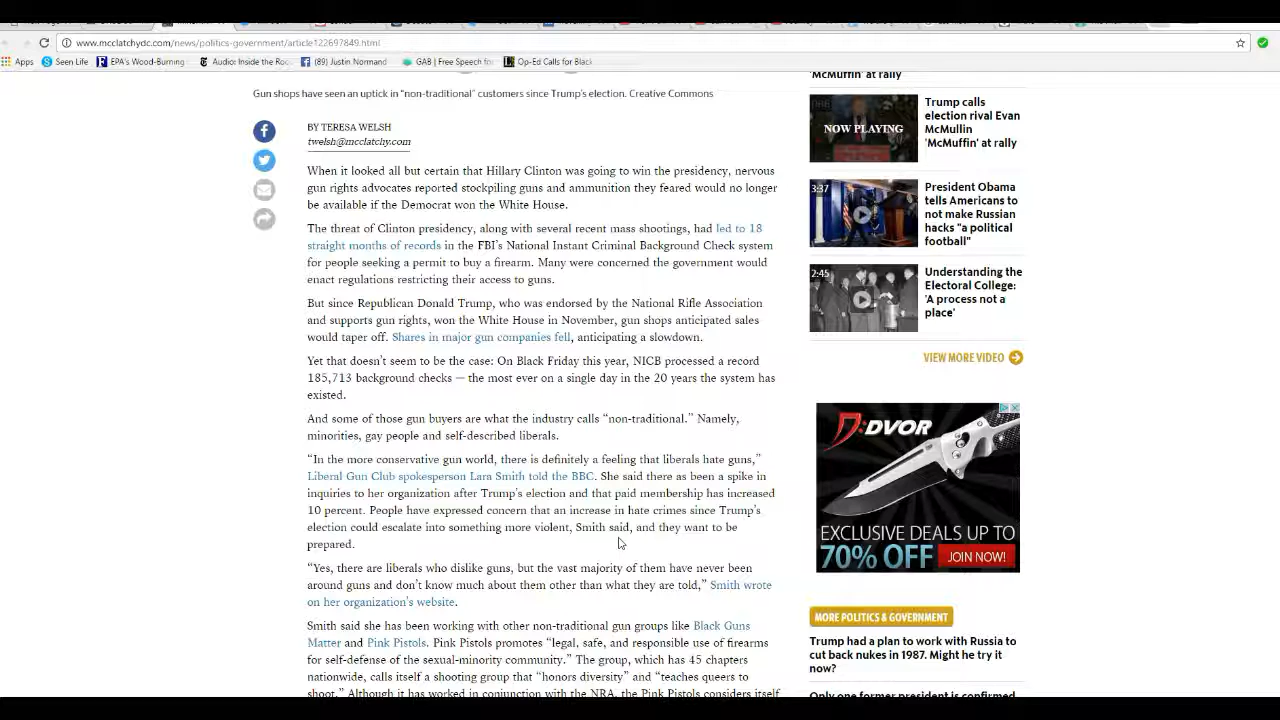 www.mcclatchydc.com/news/politics-government/article122697849.html
Apps
Seen Life
EPA's Wood-Burning
Audio: Inside the Roc
(89) Justin Normand
GAB | Free Speech for
Op-Ed Calls for Black
Gun shops have seen an uptick in "non-traditional" customers since Trump's election. Creative Commons
BY TERESA WELSH
twelsh@mcclatchy.com
When it looked all but certain that Hillary Clinton was going to win the presidency, nervous
gun rights advocates reported stockpiling guns and ammunition they feared would no longer
be available if the Democrat won the White House.
The threat of Clinton presidency, along with several recent mass shootings, had led to 18
straight months of records in the FBI's National Instant Criminal Background Check system
for people seeking a permit to buy a firearm. Many were concerned the government would
enact regulations restricting their access to guns.
But since Republican Donald Trump, who was endorsed by the National Rifle Association
and supports gun rights, won the White House in November, gun shops anticipated sales
would taper off. Shares in major gun companies fell, anticipating a slowdown.
Yet that doesn't seem to be the case: On Black Friday this year, NICB processed a record
185,713 background checks — the most ever on a single day in the 20 years the system has
existed.
And some of those gun buyers are what the industry calls "non-traditional." Namely,
minorities, gay people and self-described liberals.
"In the more conservative gun world, there is definitely a feeling that liberals hate guns,"
Liberal Gun Club spokesperson Lara Smith told the BBC. She said there as been a spike in
inquiries to her organization after Trump's election and that paid membership has increased
10 percent. People have expressed concern that an increase in hate crimes since Trump's
election could escalate into something more violent, Smith said, and they want to be
prepared.
"Yes, there are liberals who dislike guns, but the vast majority of them have never been
around guns and don't know much about them other than what they are told," Smith wrote
on her organization's website.
Smith said she has been working with other non-traditional gun groups like Black Guns
Matter and Pink Pistols. Pink Pistols promotes "legal, safe, and responsible use of firearms
for self-defense of the sexual-minority community." The group, which has 45 chapters
nationwide, calls itself a shooting group that "honors diversity" and "teaches queers to
shoot." Although it has worked in conjunction with the NRA, the Pink Pistols considers itself
'McMuffin' at rally
NOW PLAYING
Trump calls
election rival Evan
McMullin
'McMuffin' at rally
3:37
President Obama
tells Americans to
not make Russian
hacks "a political
football"
2:45
Understanding the
Electoral College:
'A process not a
place'
VIEW MORE VIDEO
DVOR
EXCLUSIVE DEALS UP TO
70% OFF
JOIN NOW!
MORE POLITICS & GOVERNMENT
Trump had a plan to work with Russia to
cut back nukes in 1987. Might he try it
now?
Only one former president is confirmed